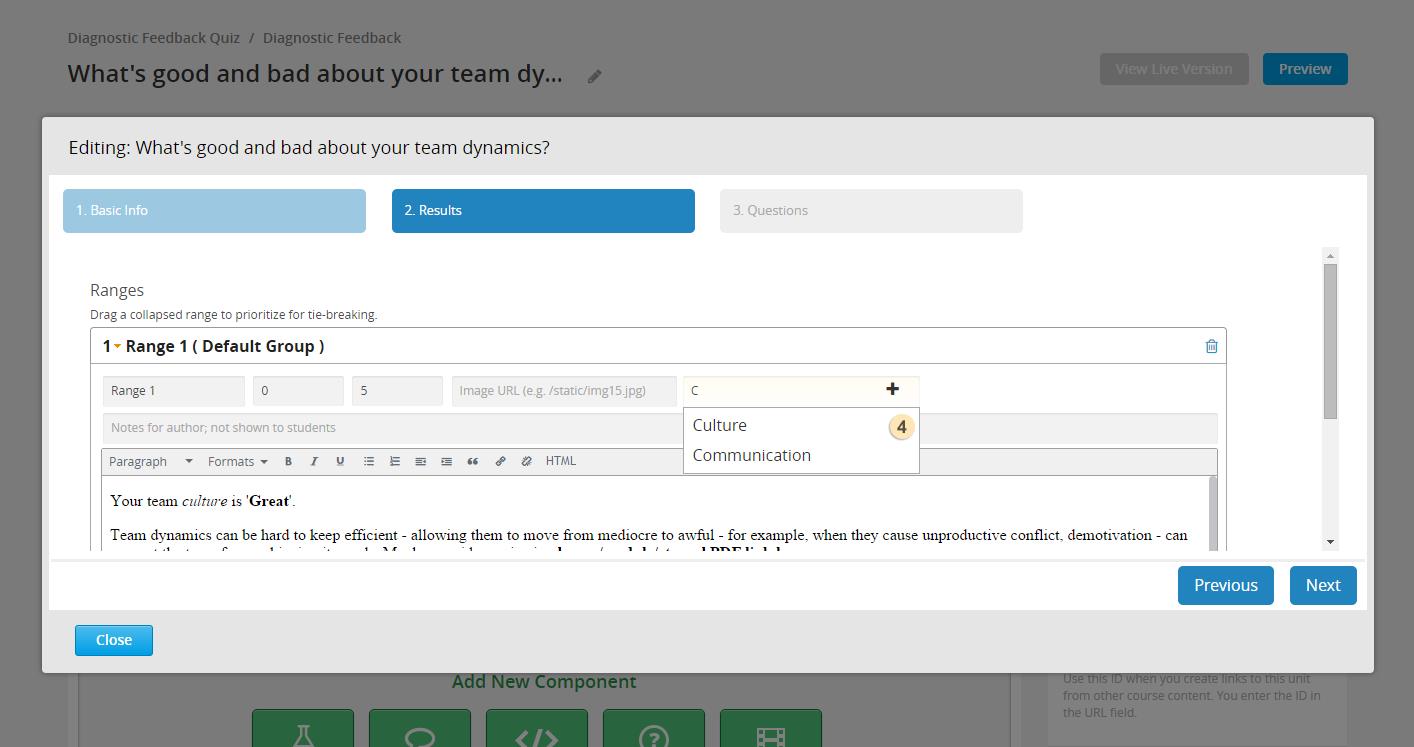 Diagnostic Feedback Quiz / Diagnostic Feedback
What's good and bad about your team dy...
View Live Version
Preview
Editing: What's good and bad about your team dynamics?
1. Basic Info
2. Results
3. Questions
Ranges
Drag a collapsed range to prioritize for tie-breaking.
1 Range 1 ( Default Group )
Range 1
0
5
Image URL (e.g. /static/img15.jpg)
C
Notes for author; not shown to students
Culture
4
Communication
Paragraph
Formats
B I U
HTML
Your team culture is 'Great'.
Team dynamics can be hard to keep efficient - allowing them to move from mediocre to awful - for example, when they cause unproductive conflict, demotivation - can
Previous
Next
Close
Add New Component
Use this ID when you create links to this unit
from other course content. You enter the ID in
the URL field.